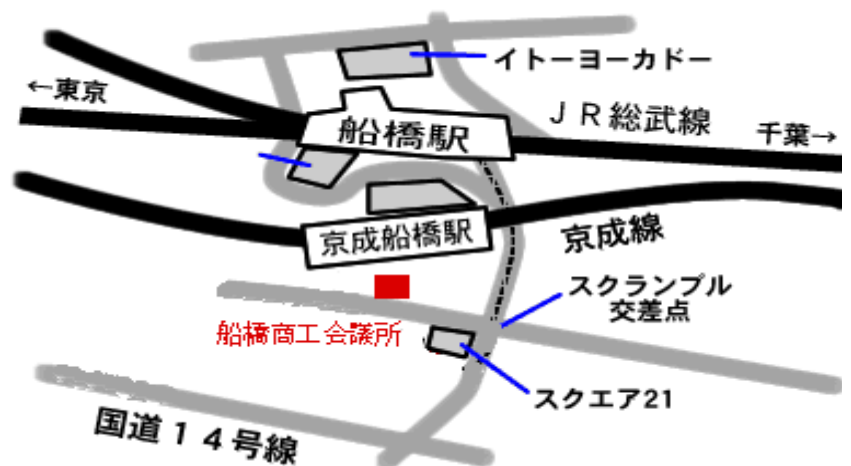 イトーヨーカドー
←東京
JR総武線
船橋駅
千葉→
京成船橋駅
京成線
スクランプル
交差点
船橋商工会議所
スクエア21
国道14号線